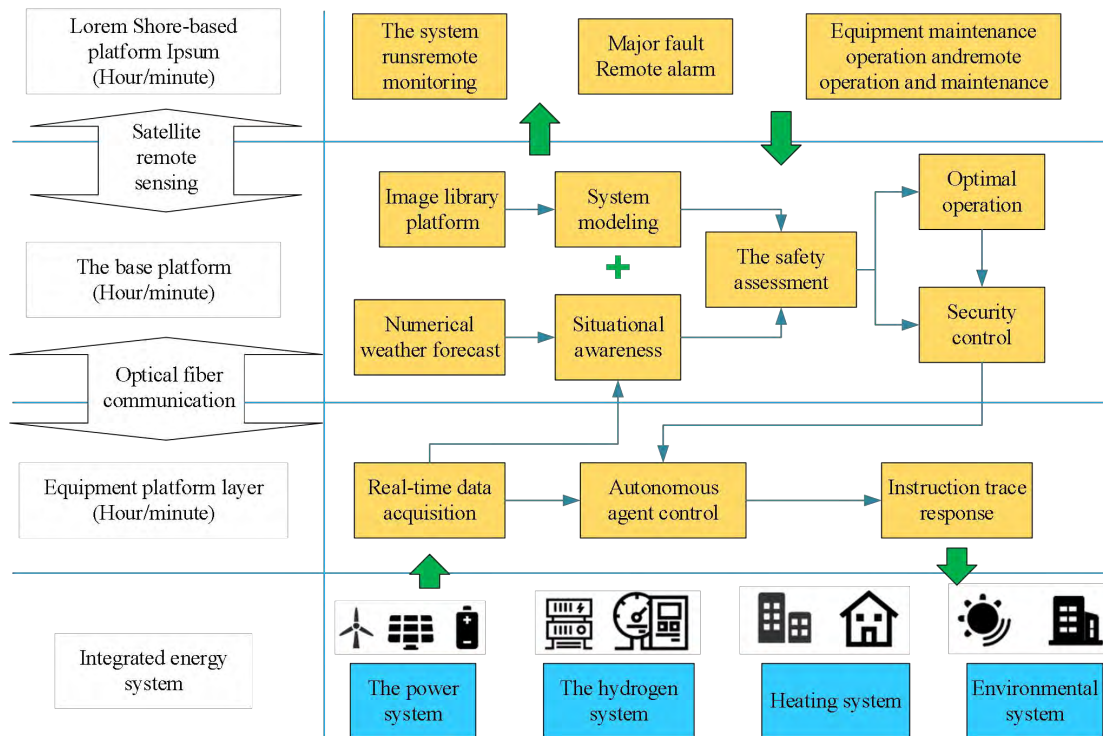 Lorem Shore-based
platform Ipsum
(Hour/minute)
The system
runsremote
monitoring
Major fault
Remote alarm
Equipment maintenance
operation andremote
operation and maintenance
Satellite
remote
sensing
Image library
platform
System
modeling
Optimal
operation
The base platform
(Hour/minute)
The safety
assessment
Numerical
weather forecast
Situational
awareness
Security
control
Optical fiber
communication
Equipment platform layer
(Hour/minute)
Real-time data
acquisition
Autonomous
agent control
Instruction trace
response
Integrated energy
system
The power
system
The hydrogen
system
Heating system
Environmental
system